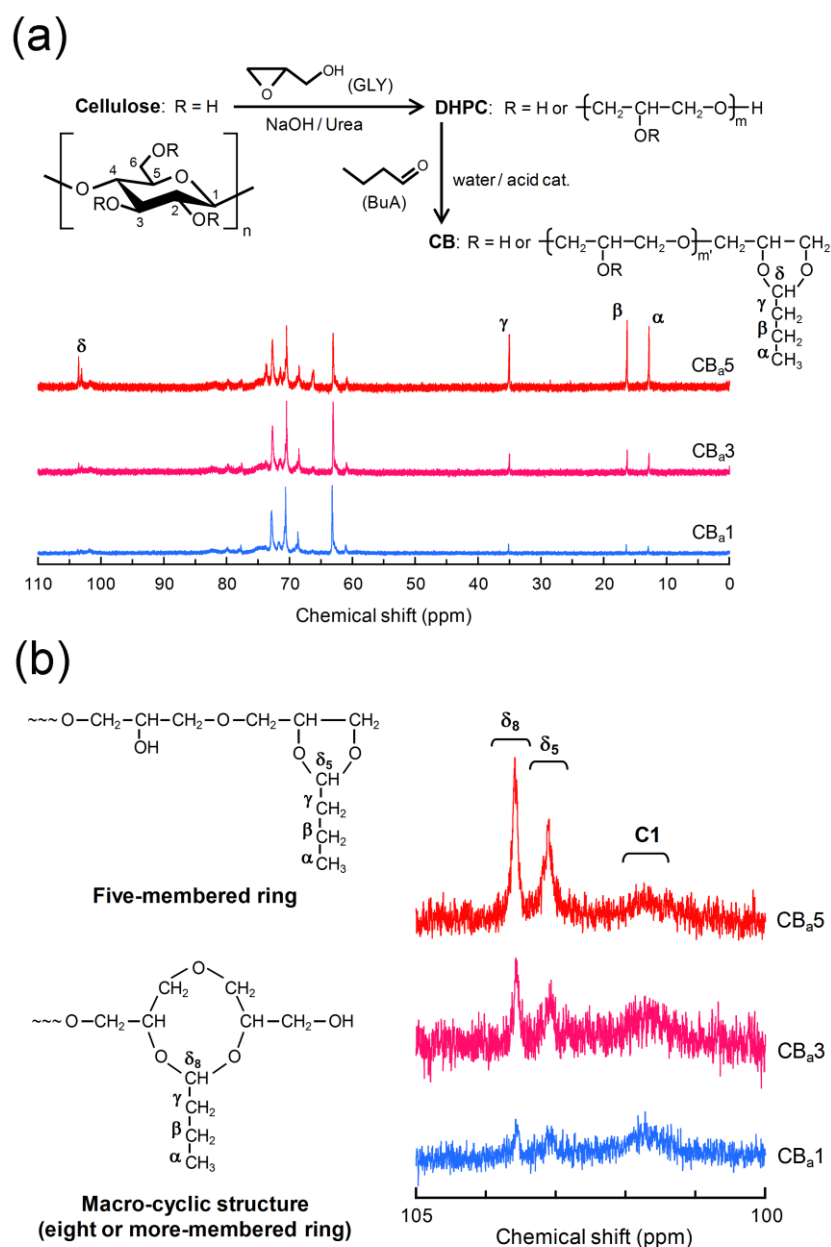 (a)
OH
O
(GLY)
Cellulose: R = H
NaOH / Urea
DHPC: R = H or
CH₂–CH–CH₂–O
m
H
OR
6
OR
4
5
O
O
1
RO
3
2
OR
n
O
(BuA)
water / acid cat.
CB: R = H or
CH₂–CH–CH₂–O
m'
CH₂–CH–CH₂
OR
O δ O
CH
γ
CH₂
β
CH₂
α CH₃
δ
γ
β
α
CBₐ5
CBₐ3
CBₐ1
110 100 90 80 70 60 50 40 30 20 10 0
Chemical shift (ppm)
(b)
~~~O–CH₂–CH–CH₂–O–CH₂–CH–CH₂
OH
O δ₅ O
CH
γ
CH₂
β
CH₂
α CH₃
Five-membered ring
O
CH₂ CH₂
~~~O–CH₂–CH CH–CH₂–OH
O δ₈ O
CH
γ
CH₂
β
CH₂
α CH₃
Macro-cyclic structure
(eight or more-membered ring)
δ₈
δ₅
C1
CBₐ5
CBₐ3
CBₐ1
105 100
Chemical shift (ppm)